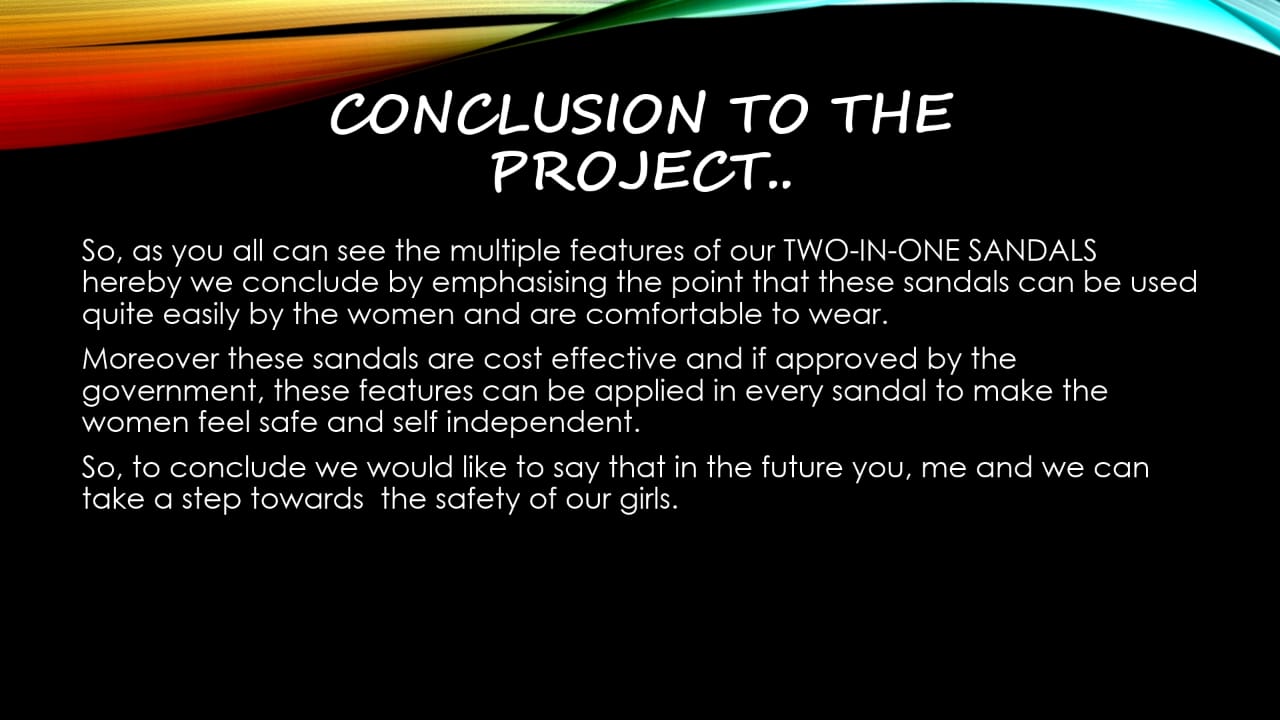 CONCLUSION TO THE
PROJECT..
So, as you all can see the multiple features of our TWO-IN-ONE SANDALS
hereby we conclude by emphasising the point that these sandals can be used
quite easily by the women and are comfortable to wear.
Moreover these sandals are cost effective and if approved by the
government, these features can be applied in every sandal to make the
women feel safe and self independent.
So, to conclude we would like to say that in the future you, me and we can
take a step towards  the safety of our girls.